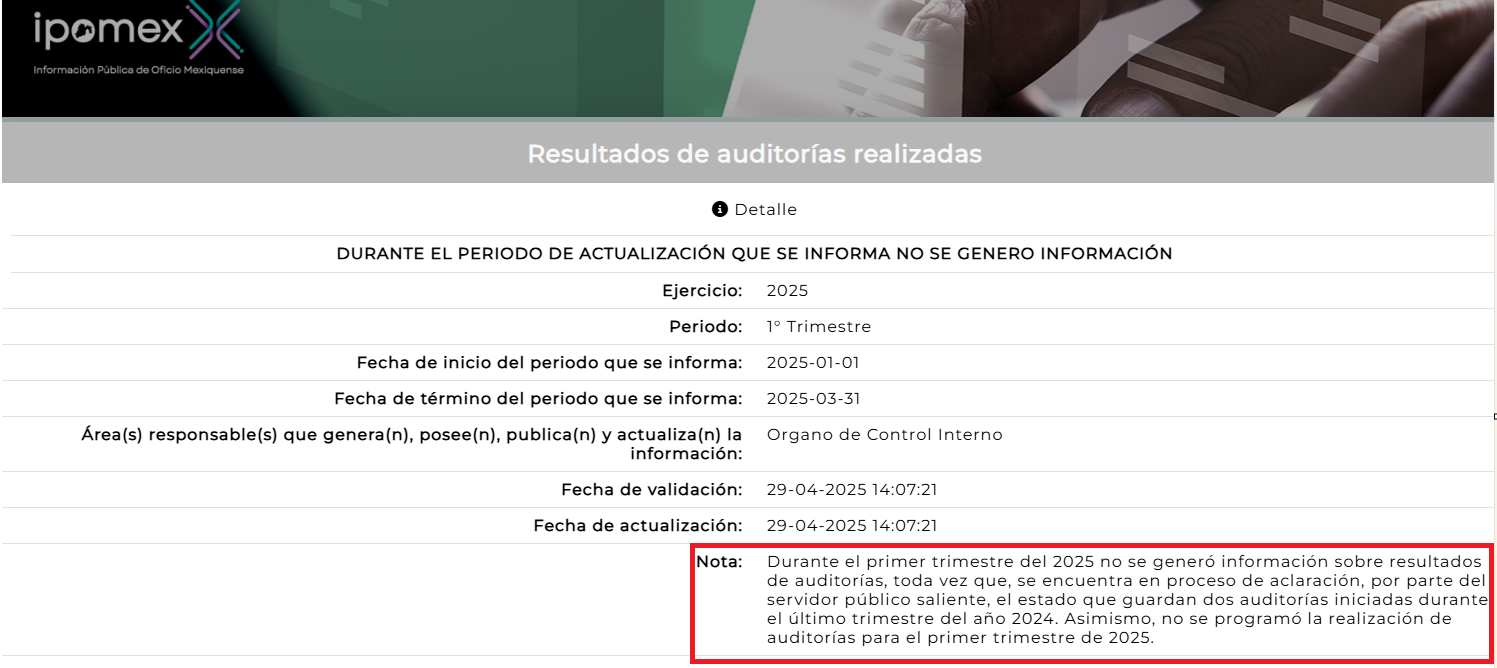 ipomex
Información Pública de Oficio Mexiquense
Resultados de auditorías realizadas
Detalle
DURANTE EL PERIODO DE ACTUALIZACIÓN QUE SE INFORMA NO SE GENERO INFORMACIÓN
Ejercicio: 2025
Periodo: 1° Trimestre
Fecha de inicio del periodo que se informa: 2025-01-01
Fecha de término del periodo que se informa: 2025-03-31
Área(s) responsable(s) que genera(n), posee(n), publica(n) y actualiza(n) la
información:
Organo de Control Interno
Fecha de validación: 29-04-2025 14:07:21
Fecha de actualización: 29-04-2025 14:07:21
Nota: Durante el primer trimestre del 2025 no se generó información sobre resultados
de auditorías, toda vez que, se encuentra en proceso de aclaración, por parte del
servidor público saliente, el estado que guardan dos auditorías iniciadas durante
el último trimestre del año 2024. Asimismo, no se programó la realización de
auditorías para el primer trimestre de 2025.